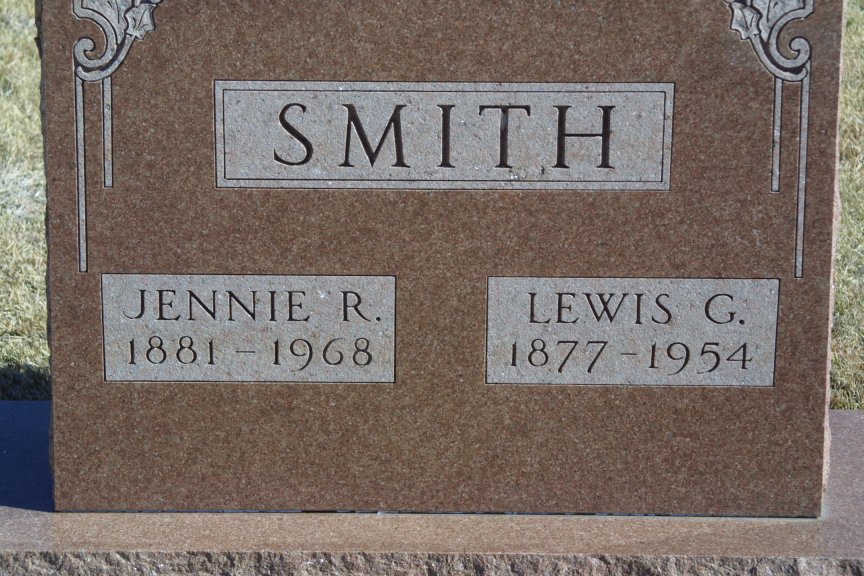 SMITH
JENNIE R.
1881 – 1968
LEWIS G.
1877 – 1954